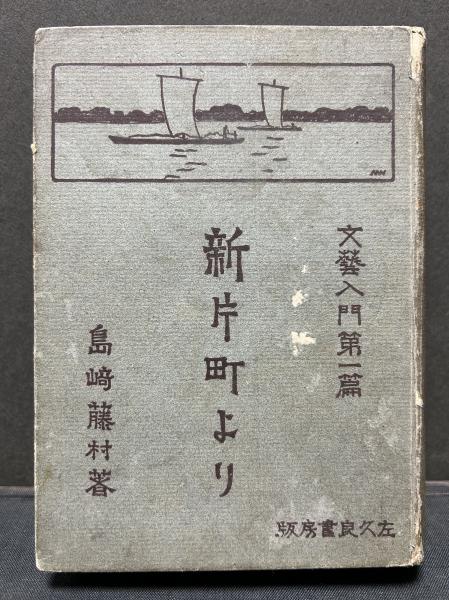 文藝入門第一篇
新片町より
島﨑藤村著
左久良書房版